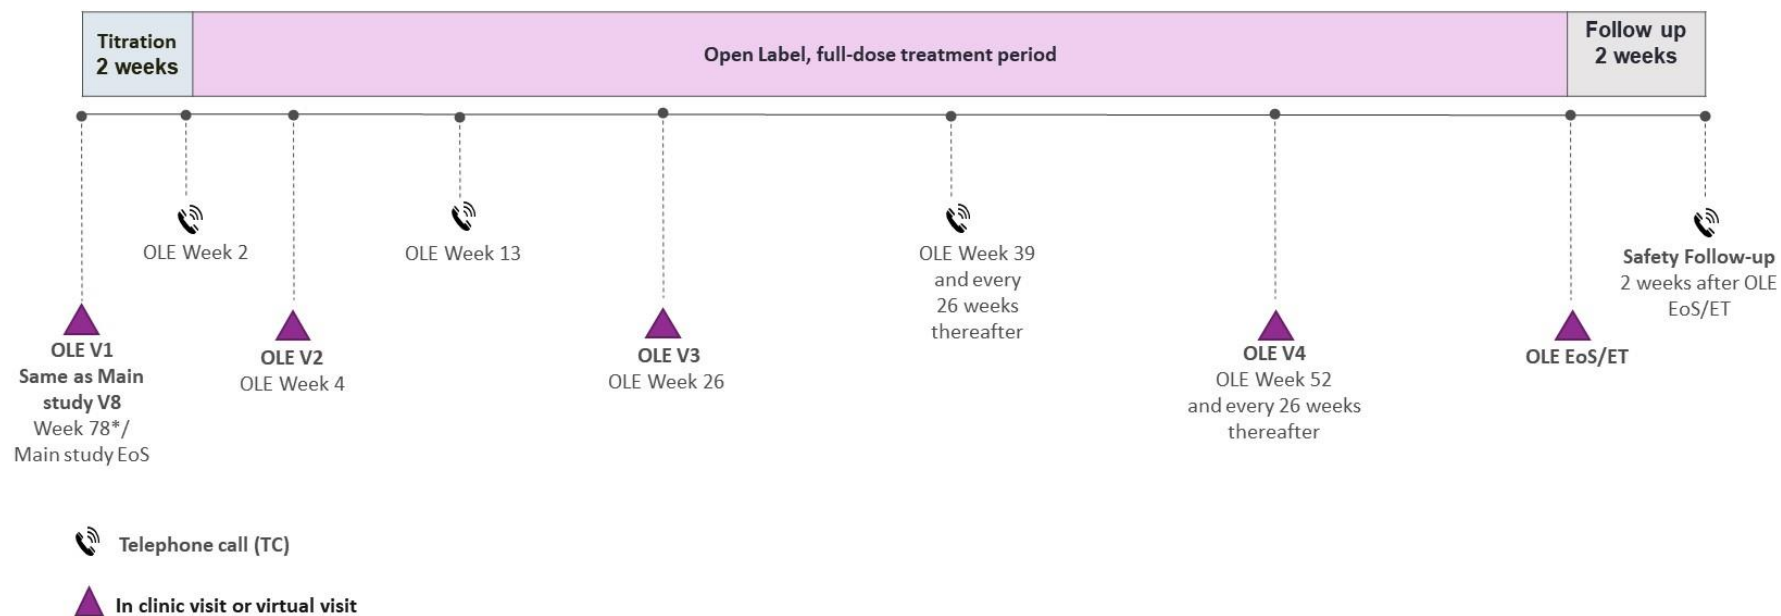 Titration
2 weeks
Open Label, full-dose treatment period
Follow up
2 weeks
OLE Week 2
OLE Week 13
OLE Week 39
and every
26 weeks
thereafter
Safety Follow-up
2 weeks after OLE
EoS/ET
OLE V1
Same as Main
study V8
Week 78*/
Main study EoS
OLE V2
OLE Week 4
OLE V3
OLE Week 26
OLE V4
OLE Week 52
and every 26 weeks
thereafter
OLE EoS/ET
Telephone call (TC)
In clinic visit or virtual visit